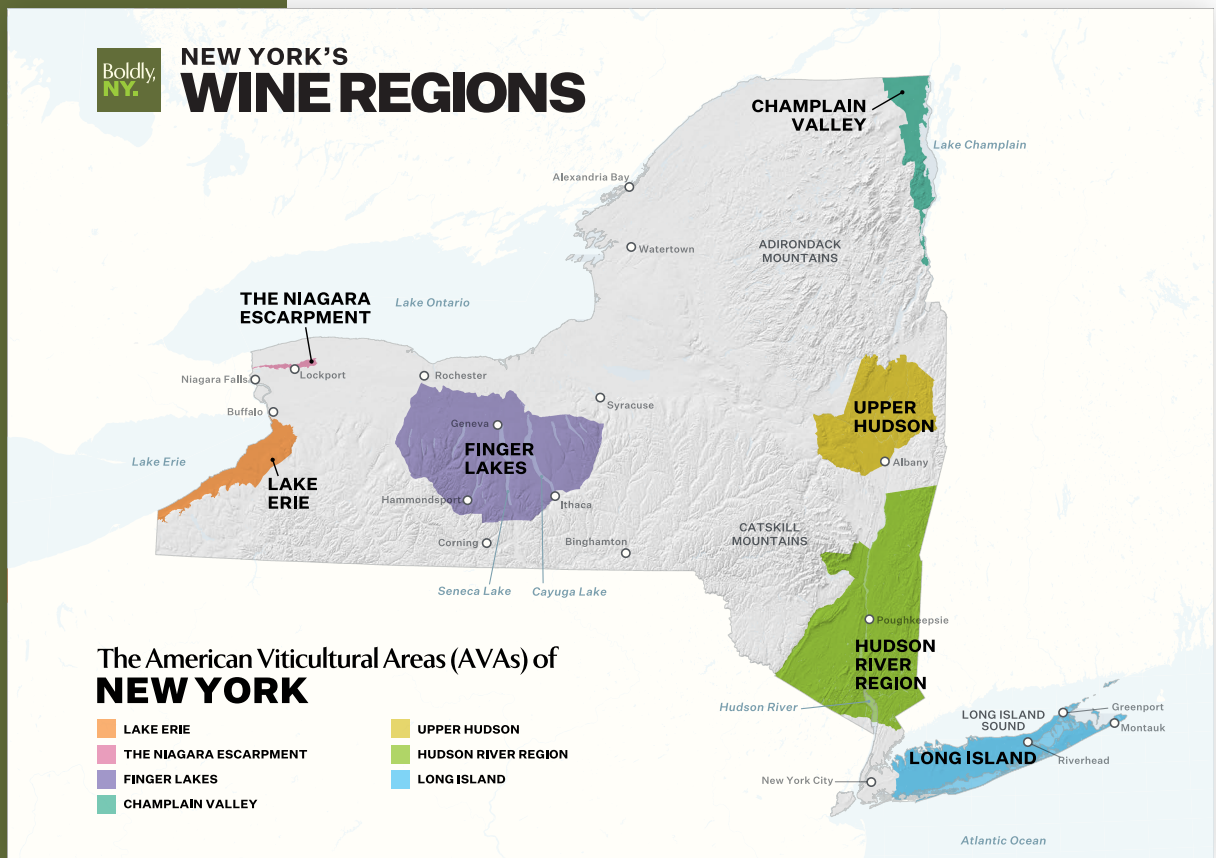 Boldly,
NY.
NEW YORK'S
WINE REGIONS
CHAMPLAIN
VALLEY
Lake Champlain
Alexandria Bay
Watertown
ADIRONDACK
MOUNTAINS
THE NIAGARA
ESCARPMENT
Lake Ontario
Niagara Falls
Lockport
Rochester
Buffalo
Syracuse
Geneva
UPPER
HUDSON
FINGER
LAKES
Lake Erie
Albany
LAKE
ERIE
Hammondsport
Ithaca
CATSKILL
MOUNTAINS
Corning
Binghamton
Seneca Lake
Cayuga Lake
Poughkeepsie
HUDSON
RIVER
REGION
Hudson River
LONG ISLAND
SOUND
Greenport
Montauk
LONG ISLAND
Riverhead
New York City
Atlantic Ocean
The American Viticultural Areas (AVAs) of
NEW YORK
LAKE ERIE
THE NIAGARA ESCARPMENT
FINGER LAKES
CHAMPLAIN VALLEY
UPPER HUDSON
HUDSON RIVER REGION
LONG ISLAND